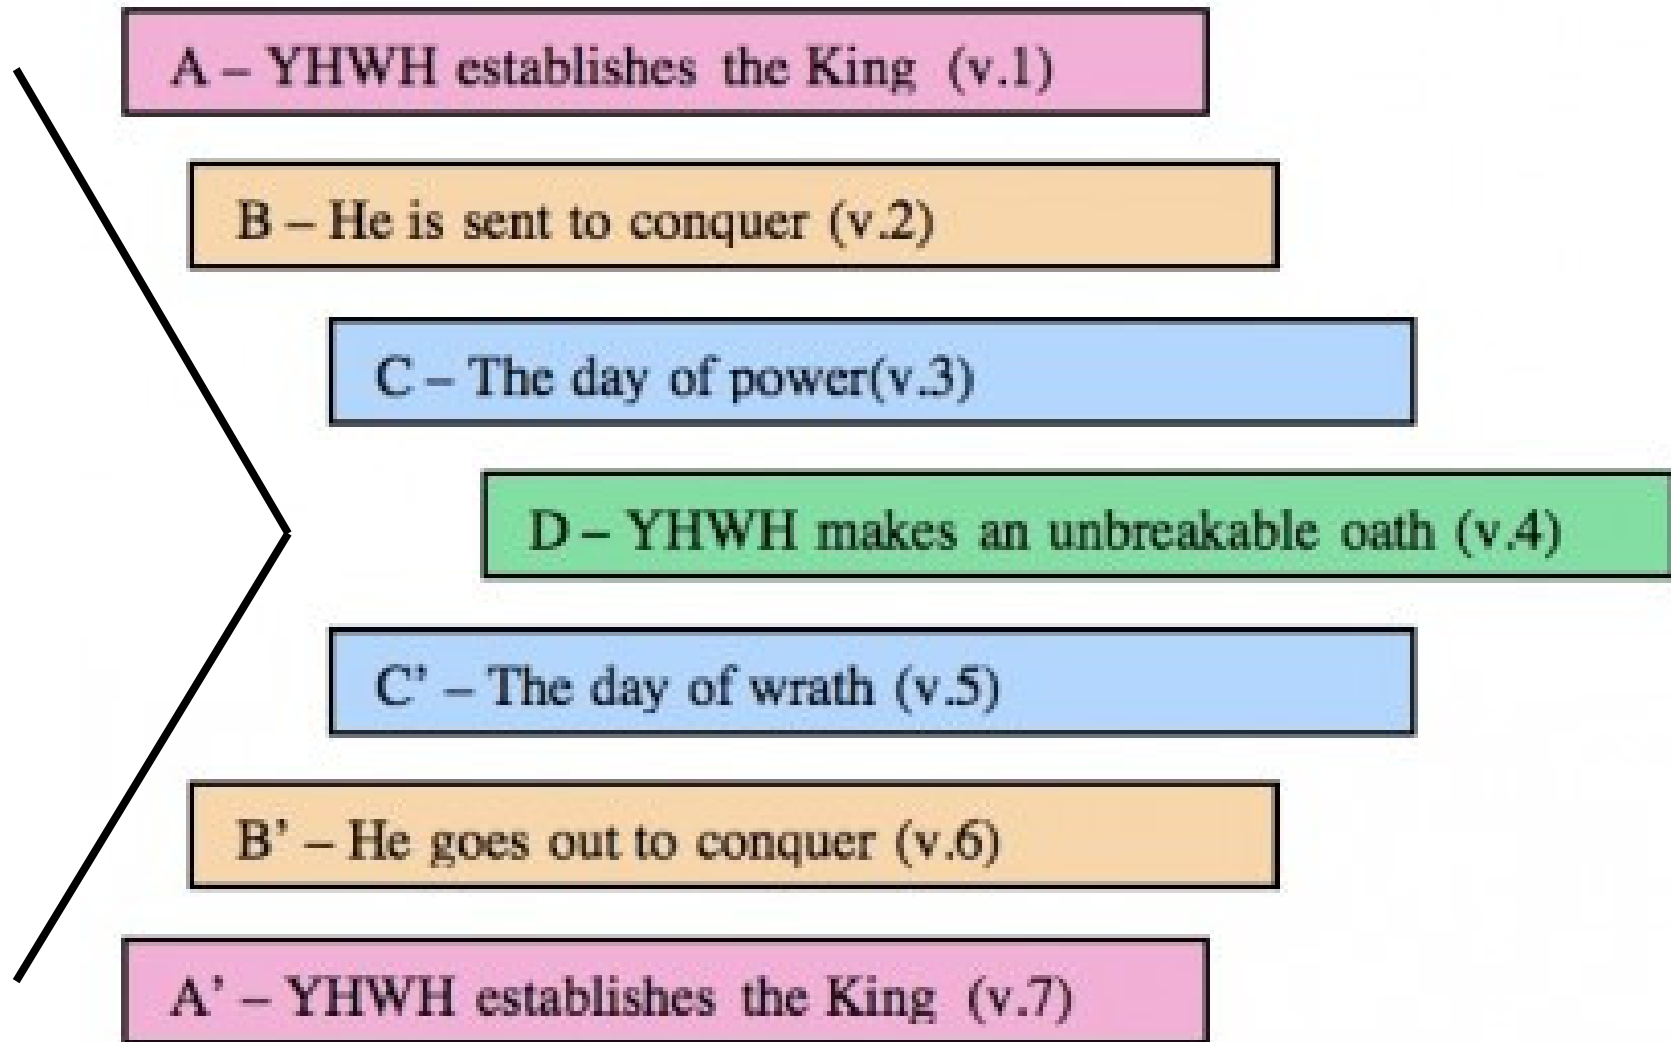 A – YHWH establishes the King (v.1)
B – He is sent to conquer (v.2)
C – The day of power(v.3)
D – YHWH makes an unbreakable oath (v.4)
C’ – The day of wrath (v.5)
B’ – He goes out to conquer (v.6)
A’ – YHWH establishes the King (v.7)